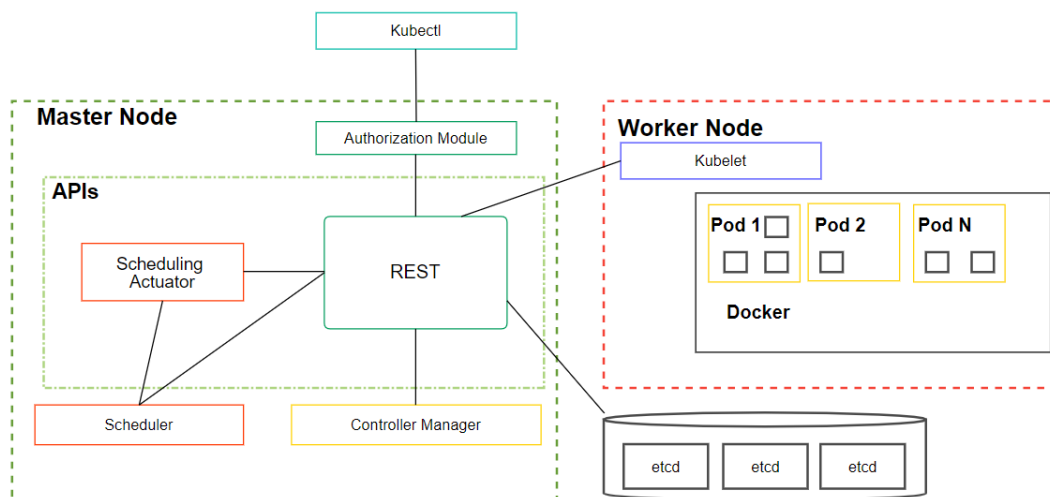 Kubectl
Master Node
Authorization Module
APIs
Scheduling
Actuator
REST
Scheduler
Controller Manager
Worker Node
Kubelet
Pod 1
Pod 2
Pod N
Docker
etcd
etcd
etcd